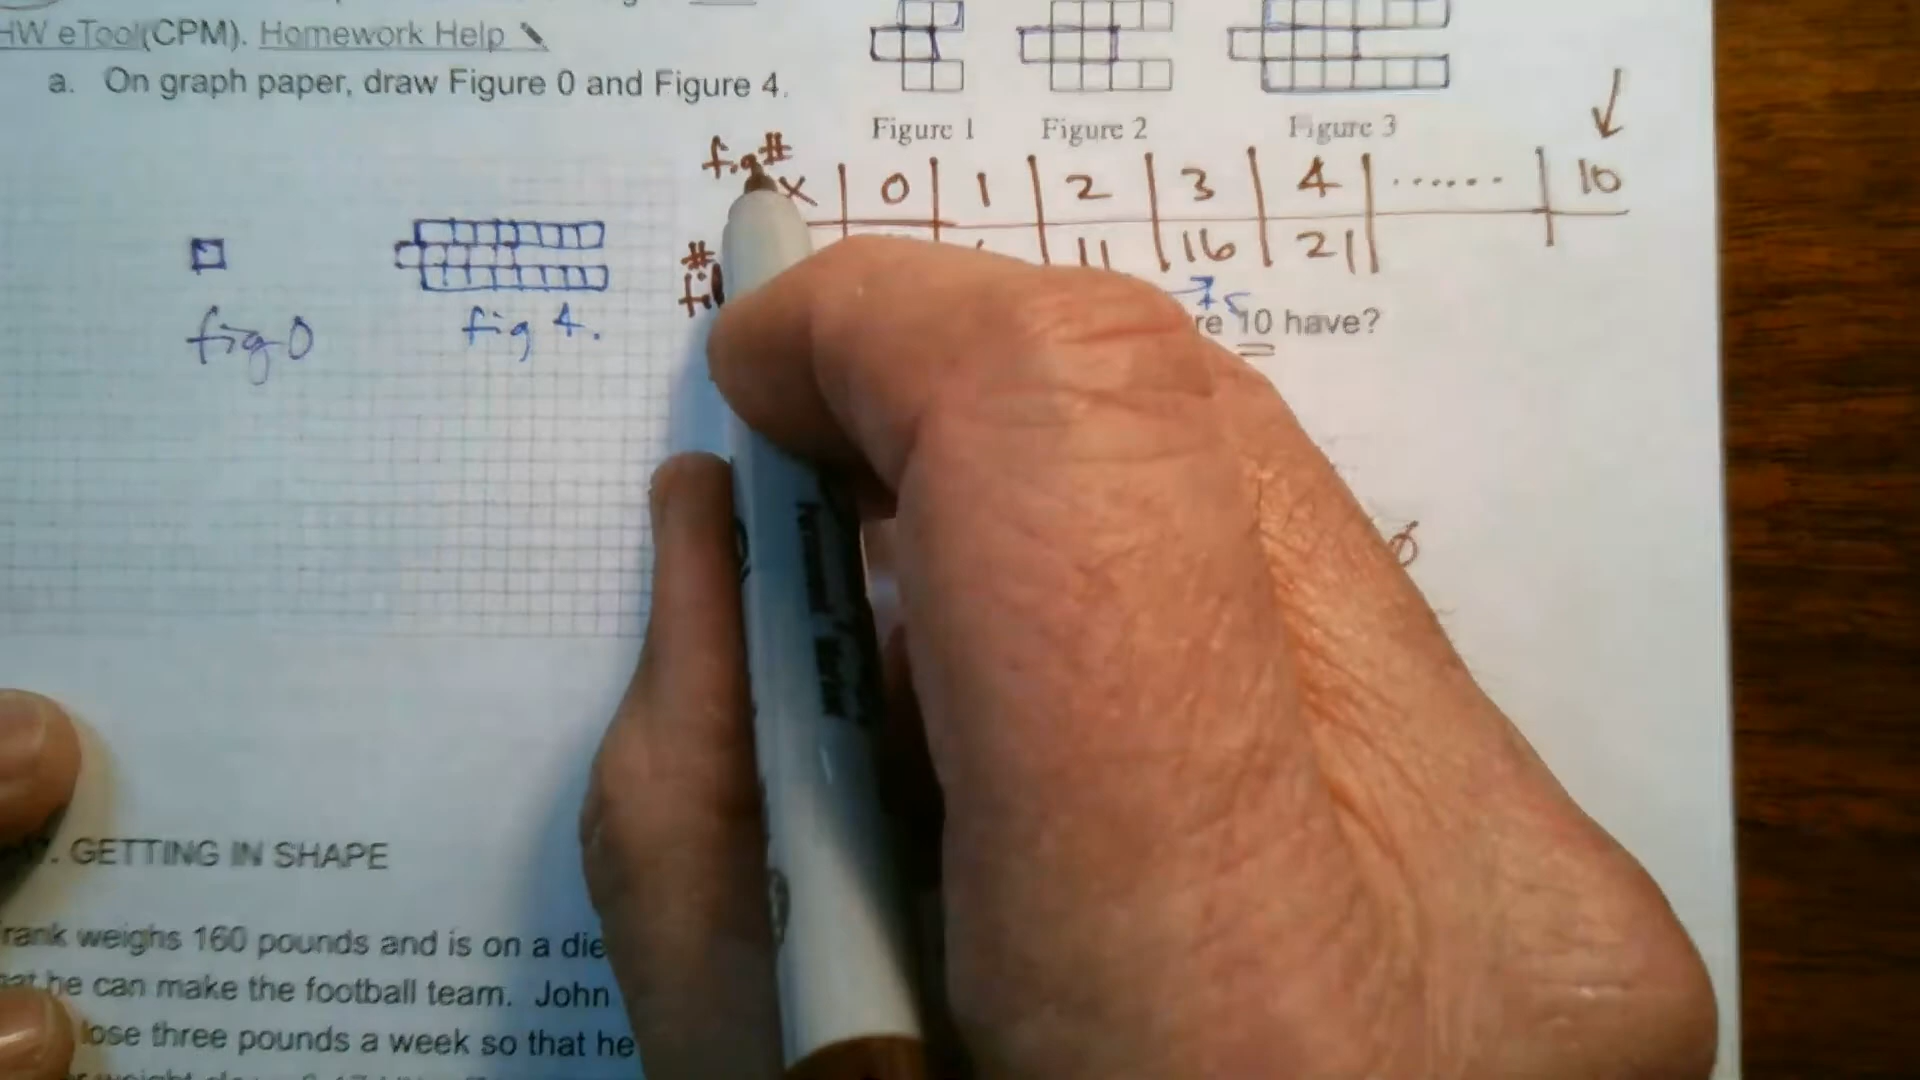 HW eTool (CPM). Homework Help
a. On graph paper, draw Figure 0 and Figure 4.
Figure 1 Figure 2 Figure 3
fig #
x 0 1 2 3 4 ...... 10
# 11 16 21
fig 0 fig 4.
5
10 have?
GETTING IN SHAPE
weighs 160 pounds and is on a
he can make the football team. John
lose three pounds a week so that he